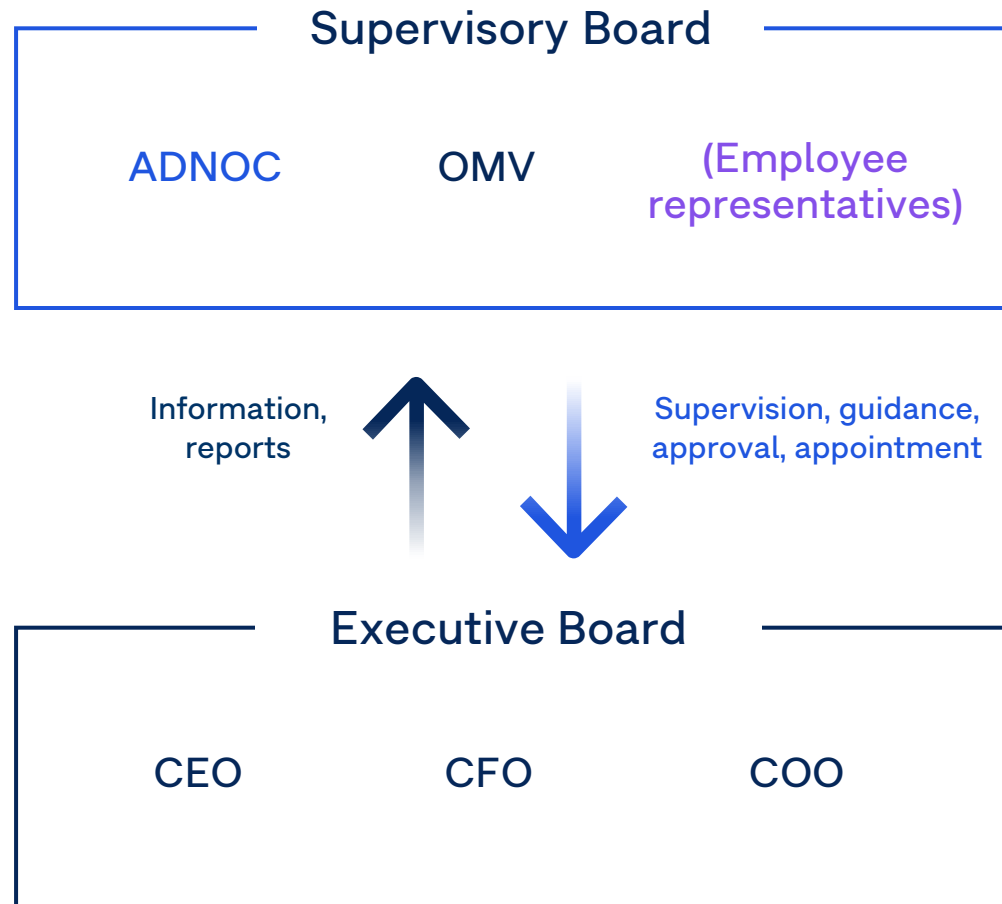 Supervisory Board
ADNOC
OMV
(Employee
representatives)
Information,
reports
Supervision, guidance,
approval, appointment
Executive Board
CEO
CFO
COO